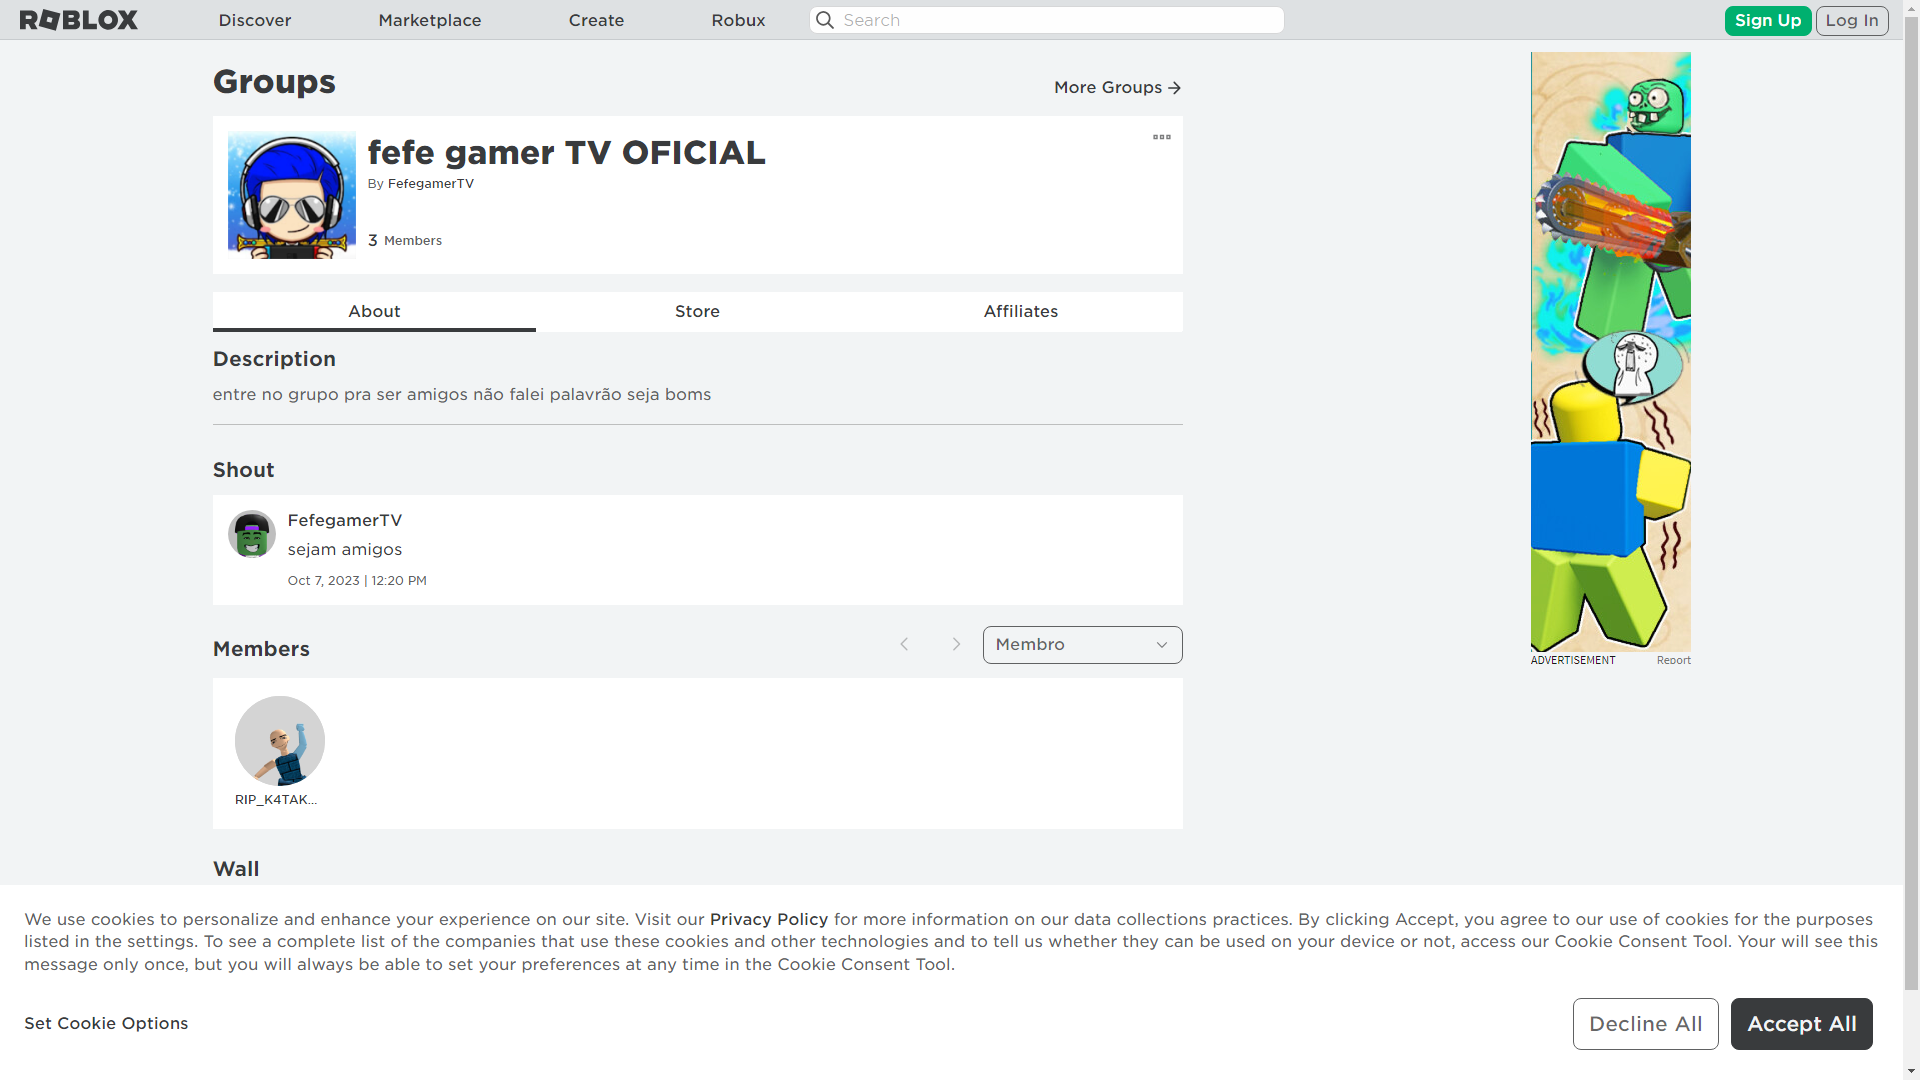 ROBLOX
Discover
Marketplace
Create
Robux
Search
Sign Up
Log In
Groups
More Groups
fefe gamer TV OFICIAL
By FefegamerTV
3 Members
About
Store
Affiliates
Description
entre no grupo pra ser amigos não falei palavrão seja boms
Shout
FefegamerTV
sejam amigos
Oct 7, 2023 | 12:20 PM
Members
Membro
RIP_K4TAK...
Wall
ADVERTISEMENT
Report
We use cookies to personalize and enhance your experience on our site. Visit our Privacy Policy for more information on our data collections practices. By clicking Accept, you agree to our use of cookies for the purposes
listed in the settings. To see a complete list of the companies that use these cookies and other technologies and to tell us whether they can be used on your device or not, access our Cookie Consent Tool. Your will see this
message only once, but you will always be able to set your preferences at any time in the Cookie Consent Tool.
Set Cookie Options
Decline All
Accept All